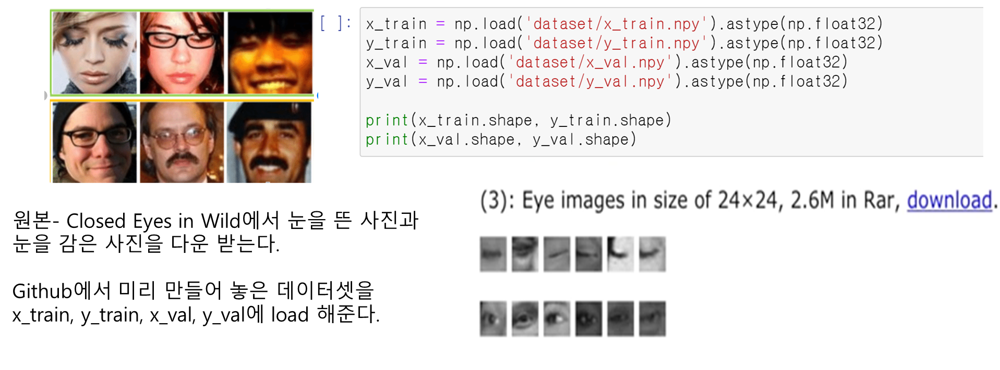 [ ]:
x_train = np.load('dataset/x_train.npy').astype(np.float32)
y_train = np.load('dataset/y_train.npy').astype(np.float32)
x_val = np.load('dataset/x_val.npy').astype(np.float32)
y_val = np.load('dataset/y_val.npy').astype(np.float32)
print(x_train.shape, y_train.shape)
print(x_val.shape, y_val.shape)
(3): Eye images in size of 24×24, 2.6M in Rar, download.
원본- Closed Eyes in Wild에서 눈을 뜬 사진과
눈을 감은 사진을 다운 받는다.
Github에서 미리 만들어 놓은 데이터셋을
x_train, y_train, x_val, y_val에 load 해준다.